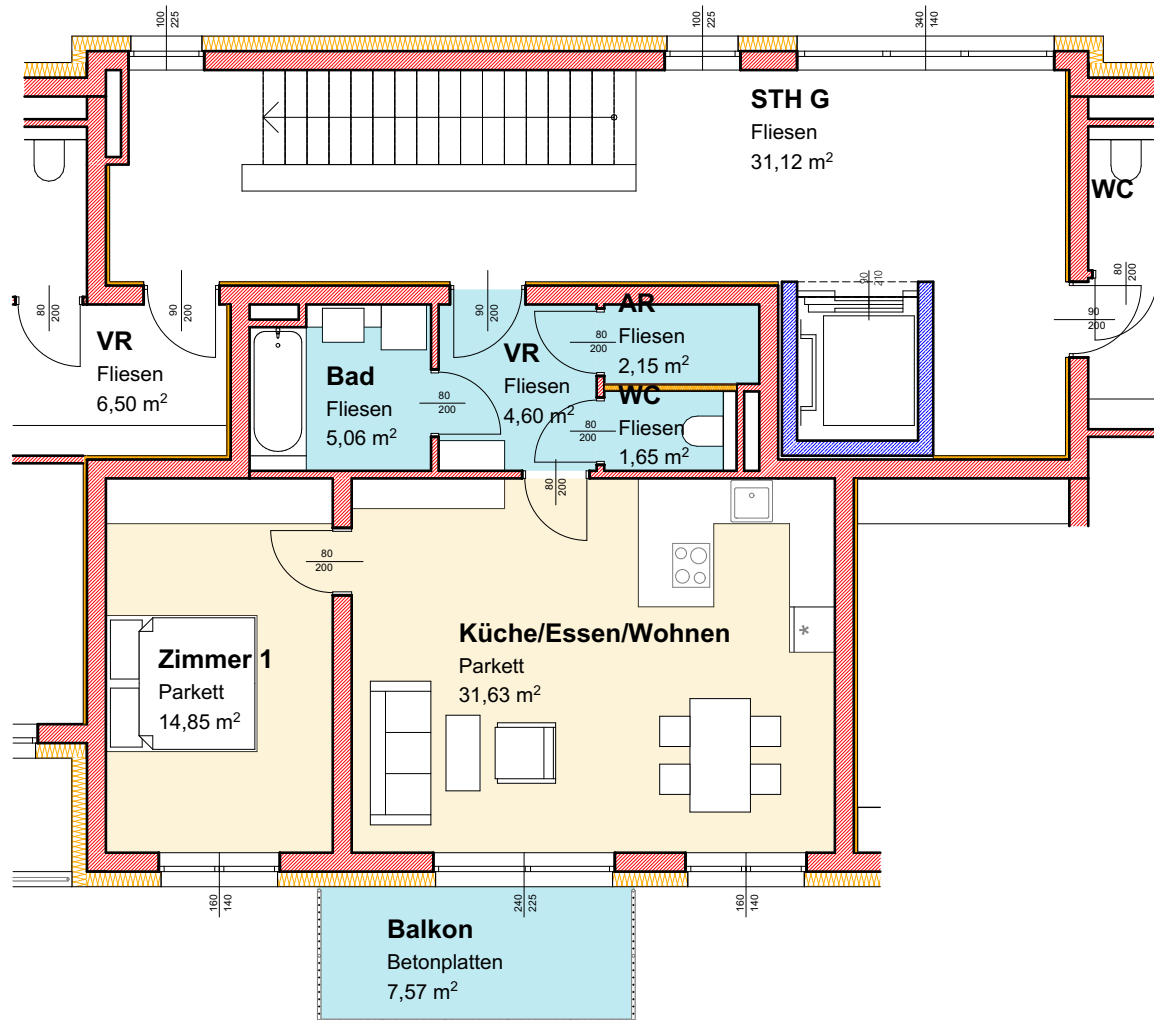 100
225
100
225
340
140
STH G
Fliesen
31,12 m²
WC
80
200
90
200
90
200
90
210
80
200
90
200
VR
Fliesen
6,50 m²
Bad
Fliesen
5,06 m²
80
200
VR
Fliesen
4,60 m²
80
200
AR
Fliesen
2,15 m²
80
200
WC
Fliesen
1,65 m²
80
200
80
200
Zimmer 1
Parkett
14,85 m²
Küche/Essen/Wohnen
Parkett
31,63 m²
*
160
140
240
225
160
140
Balkon
Betonplatten
7,57 m²